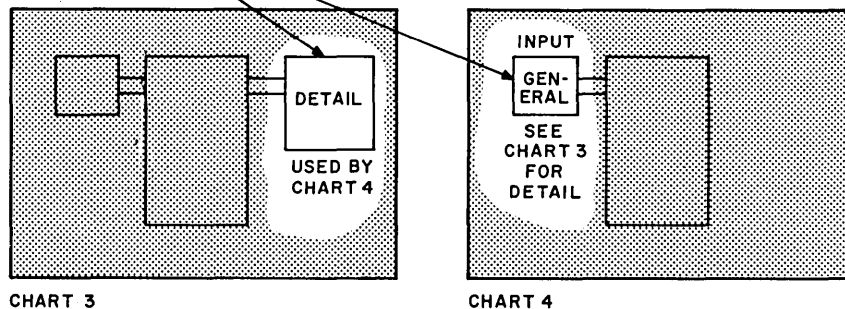 DETAIL
USED BY
CHART 4
CHART 3
INPUT
GEN-
ERAL
SEE
CHART 3
FOR
DETAIL
CHART 4